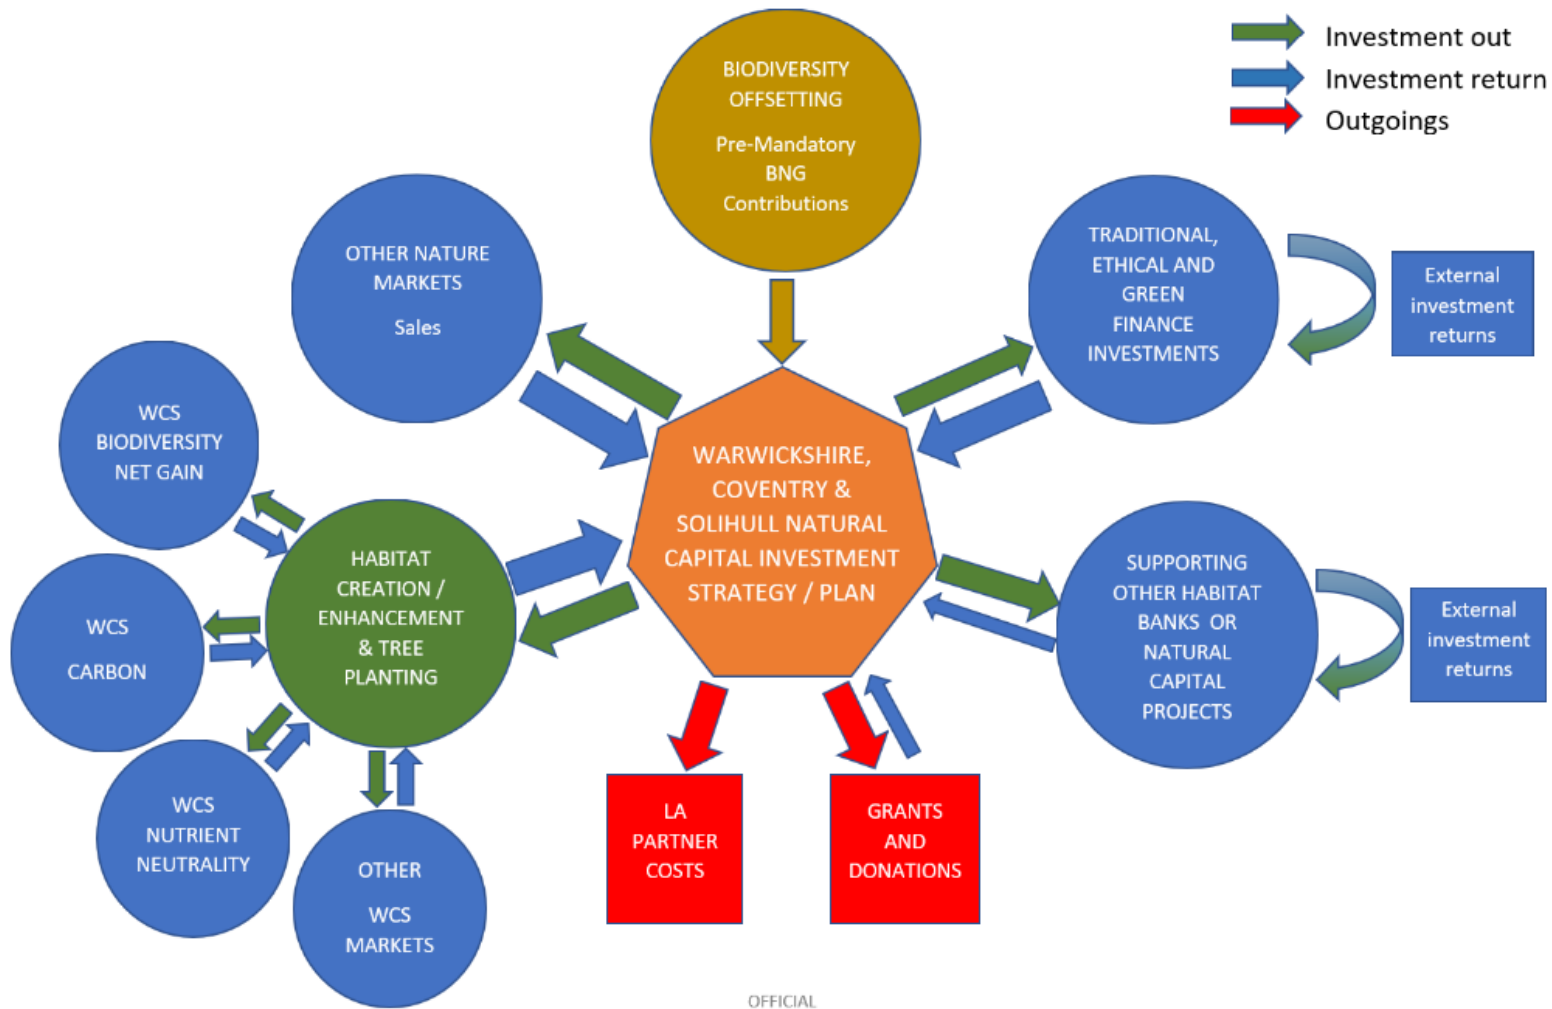 Investment out
Investment return
Outgoings
BIODIVERSITY
OFFSETTING
Pre-Mandatory
BNG
Contributions
OTHER NATURE
MARKETS
Sales
TRADITIONAL,
ETHICAL AND
GREEN
FINANCE
INVESTMENTS
External
investment
returns
WCS
BIODIVERSITY
NET GAIN
WARWICKSHIRE,
COVENTRY &
SOLIHULL NATURAL
CAPITAL INVESTMENT
STRATEGY / PLAN
HABITAT
CREATION /
ENHANCEMENT
& TREE
PLANTING
SUPPORTING
OTHER HABITAT
BANKS OR
NATURAL
CAPITAL
PROJECTS
External
investment
returns
WCS
CARBON
WCS
NUTRIENT
NEUTRALITY
OTHER
WCS
MARKETS
LA
PARTNER
COSTS
GRANTS
AND
DONATIONS
OFFICIAL